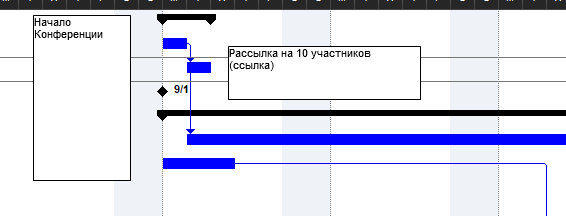 Начало
Конференции
Рассылка на 10 участников
(ссылка)
9/1